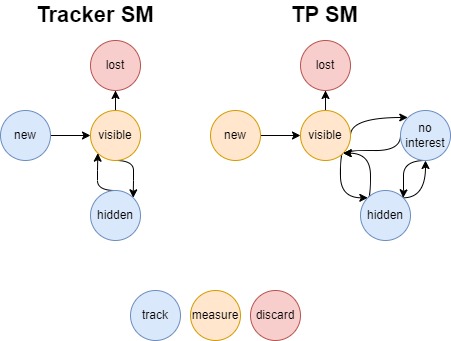 Tracker SM
TP SM
lost
lost
new
visible
new
visible
no
interest
hidden
hidden
track
measure
discard